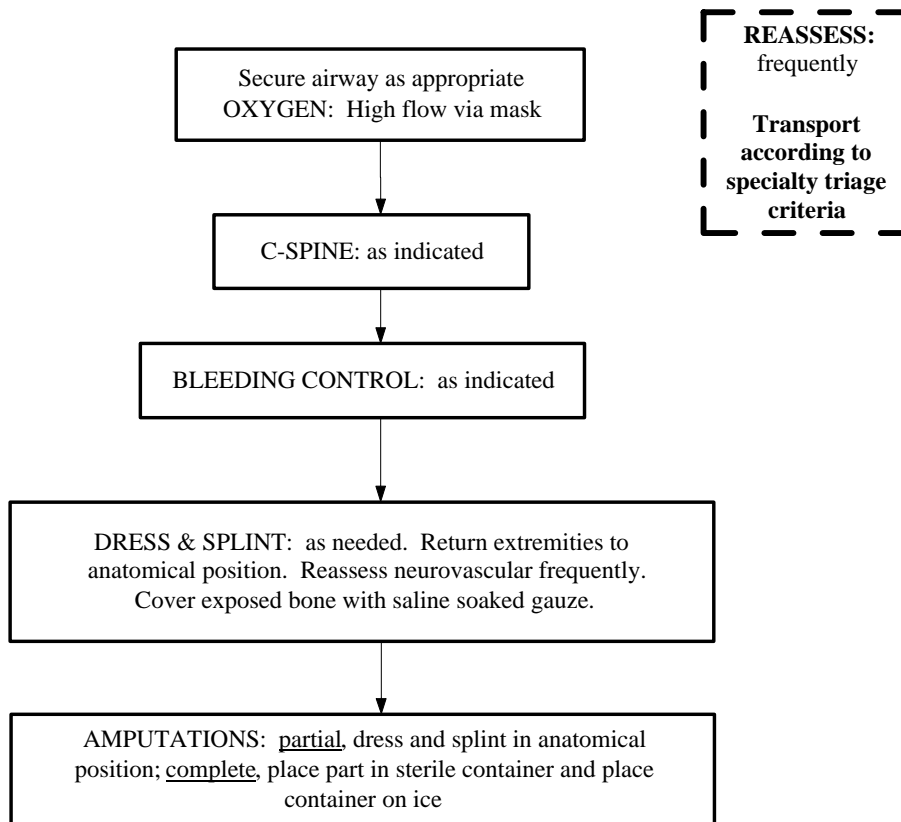 Secure airway as appropriate
OXYGEN:  High flow via mask
REASSESS:
frequently
Transport
according to
specialty triage
criteria
C-SPINE: as indicated
BLEEDING CONTROL:  as indicated
DRESS & SPLINT:  as needed.  Return extremities to
anatomical position.  Reassess neurovascular frequently.
Cover exposed bone with saline soaked gauze.
AMPUTATIONS:  partial, dress and splint in anatomical
position; complete, place part in sterile container and place
container on ice